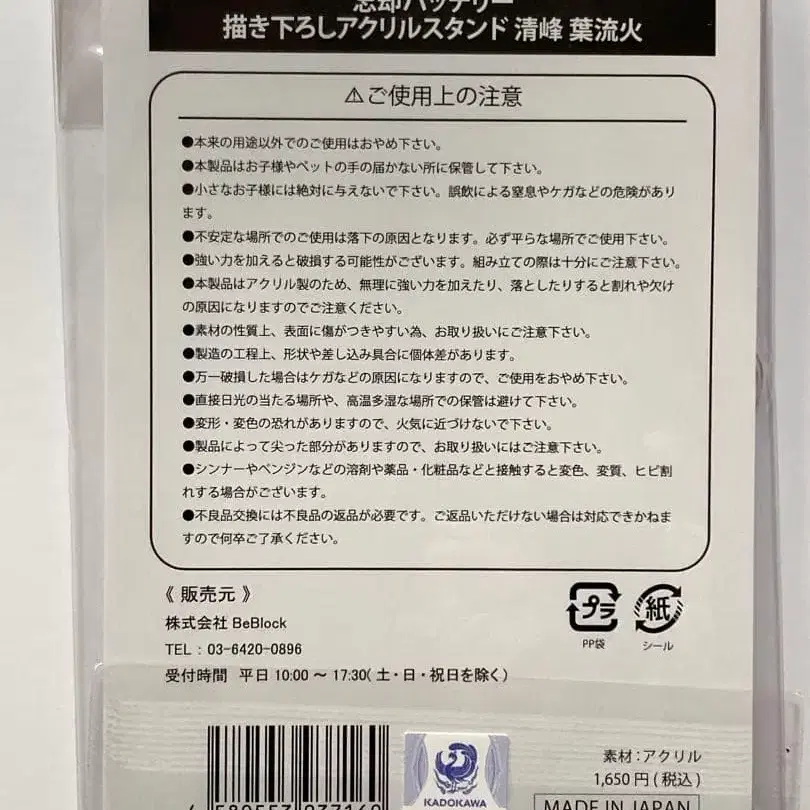 忘却バッテリー
描き下ろしアクリルスタンド 清峰 葉流火
⚠ご使用上の注意
●本来の用途以外でのご使用はおやめ下さい。
●本製品はお子様やペットの手の届かない所に保管して下さい。
●小さなお子様には絶対に与えないで下さい。誤飲による窒息やケガなどの危険があり
ます。
●不安定な場所でのご使用は落下の原因となります。必ず平らな場所でご使用下さい。
●強い力を加えると破損する可能性がございます。組み立ての際は十分にご注意下さい。
●本製品はアクリル製のため、無理に強い力を加えたり、落としたりすると割れや欠け
の原因になりますのでご注意ください。
●素材の性質上、表面に傷がつきやすい為、お取り扱いにご注意下さい。
●製造の工程上、形状や差し込み具合に個体差があります。
●万一破損した場合はケガなどの原因になりますので、ご使用をおやめ下さい。
●直接日光の当たる場所や、高温多湿な場所での保管は避けて下さい。
●変形・変色の恐れがありますので、火気に近づけないで下さい。
●製品によって尖った部分がありますので、お取り扱いにはご注意下さい。
●シンナーやベンジンなどの溶剤や薬品・化粧品などと接触すると変色、変質、ヒビ割
れする場合がございます。
●不良品交換には不良品の返品が必要です。ご返品いただけない場合は対応できかねま
すので何卒ご了承ください。
《 販売元 》
株式会社 BeBlock
TEL : 03-6420-0896
受付時間 平日 10:00 ～ 17:30( 土・日・祝日を除く)
プラ
PP袋
紙
シール
KADOKAWA
素材 : アクリル
1,650円 ( 税込 )
MADE IN JAPAN